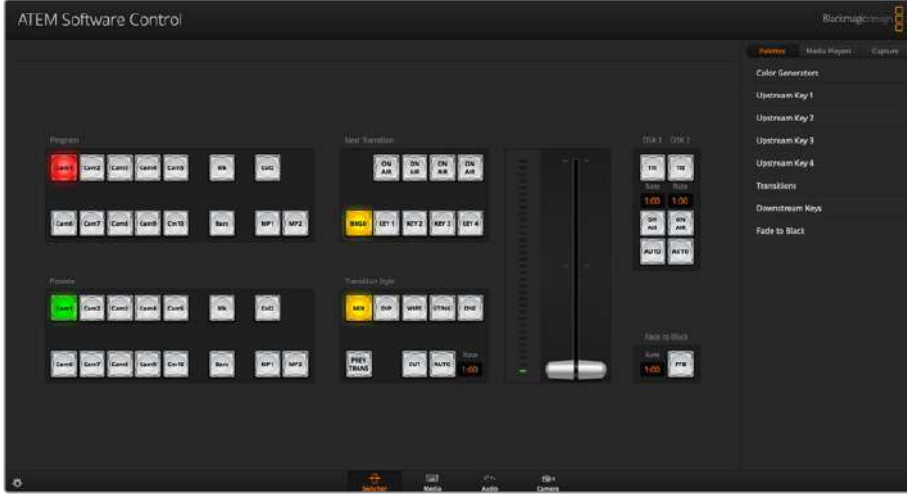 ATEM Software Control
Blackmagicdesign
Palettes Media Players Capture
Color Generators
Upstream Key 1
Upstream Key 2
Upstream Key 3
Upstream Key 4
Transitions
Downstream Keys
Fade to Black
Program
Cam1 Cam2 Cam3 Cam4 Cam5 Blk Col1
Cam6 Cam7 Cam8 Cam9 Cm10 Bars MP1 MP2
Next Transition
ON AIR ON AIR ON AIR ON AIR
BKGD KEY 1 KEY 2 KEY 3 KEY 4
DSK 1 DSK 2
TIE TIE
Rate Rate
1:00 1:00
ON AIR ON AIR
AUTO AUTO
Preview
Cam1 Cam2 Cam3 Cam4 Cam5 Blk Col1
Cam6 Cam7 Cam8 Cam9 Cm10 Bars MP1 MP2
Transition Style
MIX DIP WIPE STING DVE
PREV TRANS CUT AUTO Rate 1:00
Fade to Black
Rate
1:00 FTB
Switcher Media Audio Camera